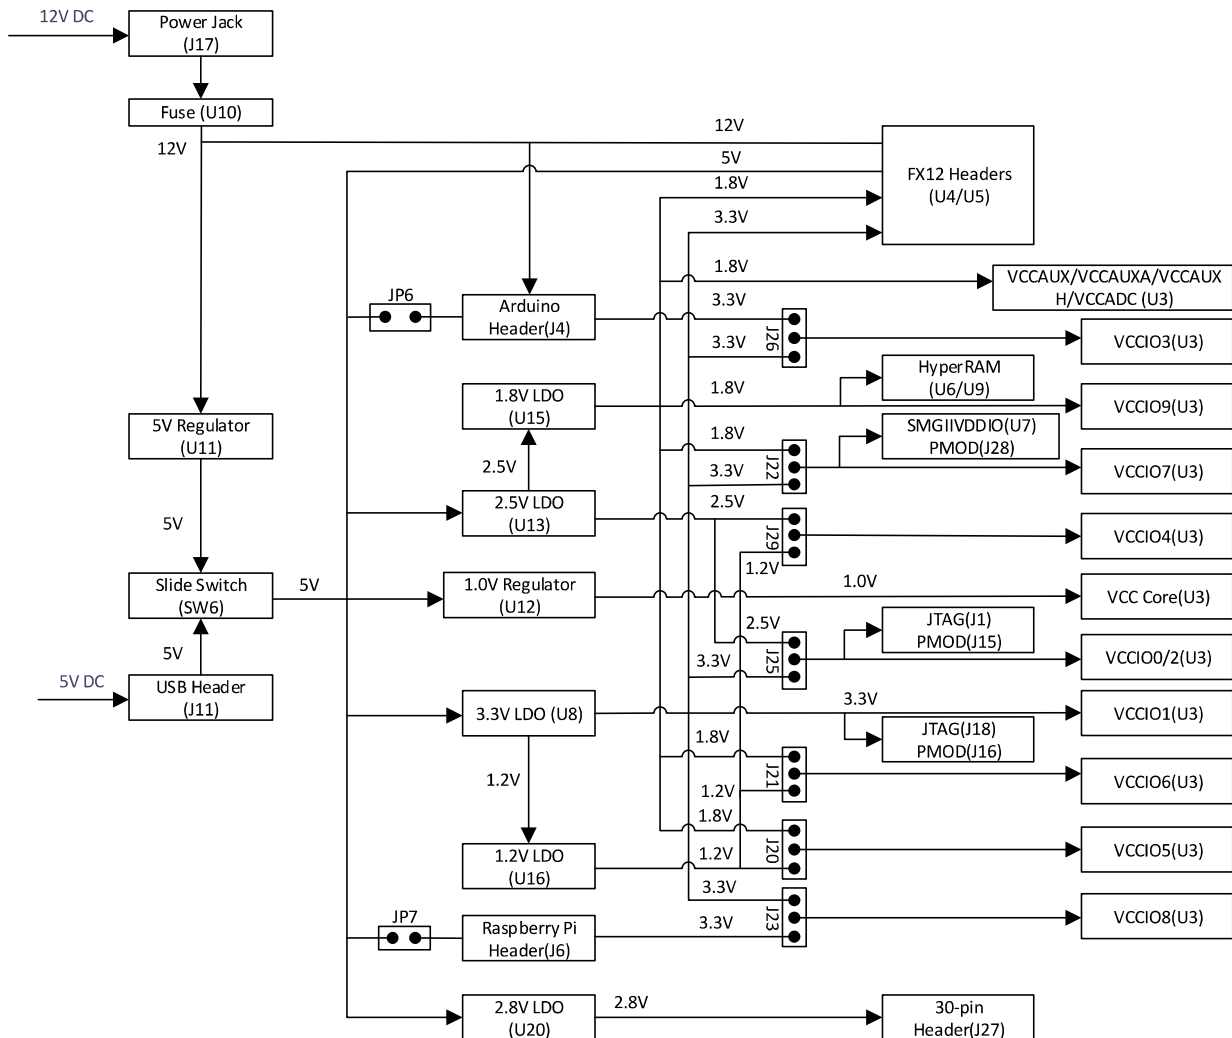 12V DC
Power Jack
(J17)
Fuse (U10)
12V
12V
5V
1.8V
3.3V
FX12 Headers
(U4/U5)
1.8V
VCCAUX/VCCAUXA/VCCAUX
H/VCCADC (U3)
JP6
Arduino
Header(J4)
3.3V
3.3V
J26
VCCIO3(U3)
HyperRAM
(U6/U9)
1.8V LDO
(U15)
1.8V
VCCIO9(U3)
5V Regulator
(U11)
SMGIIVDDIO(U7)
PMOD(J28)
1.8V
3.3V
J22
VCCIO7(U3)
2.5V
2.5V LDO
(U13)
2.5V
J29
1.2V
VCCIO4(U3)
5V
Slide Switch
(SW6)
5V
1.0V Regulator
(U12)
1.0V
VCC Core(U3)
JTAG(J1)
PMOD(J15)
2.5V
3.3V
J25
VCCIO0/2(U3)
5V
5V DC
USB Header
(J11)
3.3V LDO (U8)
3.3V
VCCIO1(U3)
JTAG(J18)
PMOD(J16)
1.8V
1.2V
J21
VCCIO6(U3)
1.2V
1.8V
1.2V
J20
VCCIO5(U3)
1.2V LDO
(U16)
3.3V
3.3V
J23
VCCIO8(U3)
JP7
Raspberry Pi
Header(J6)
2.8V LDO
(U20)
2.8V
30-pin
Header(J27)